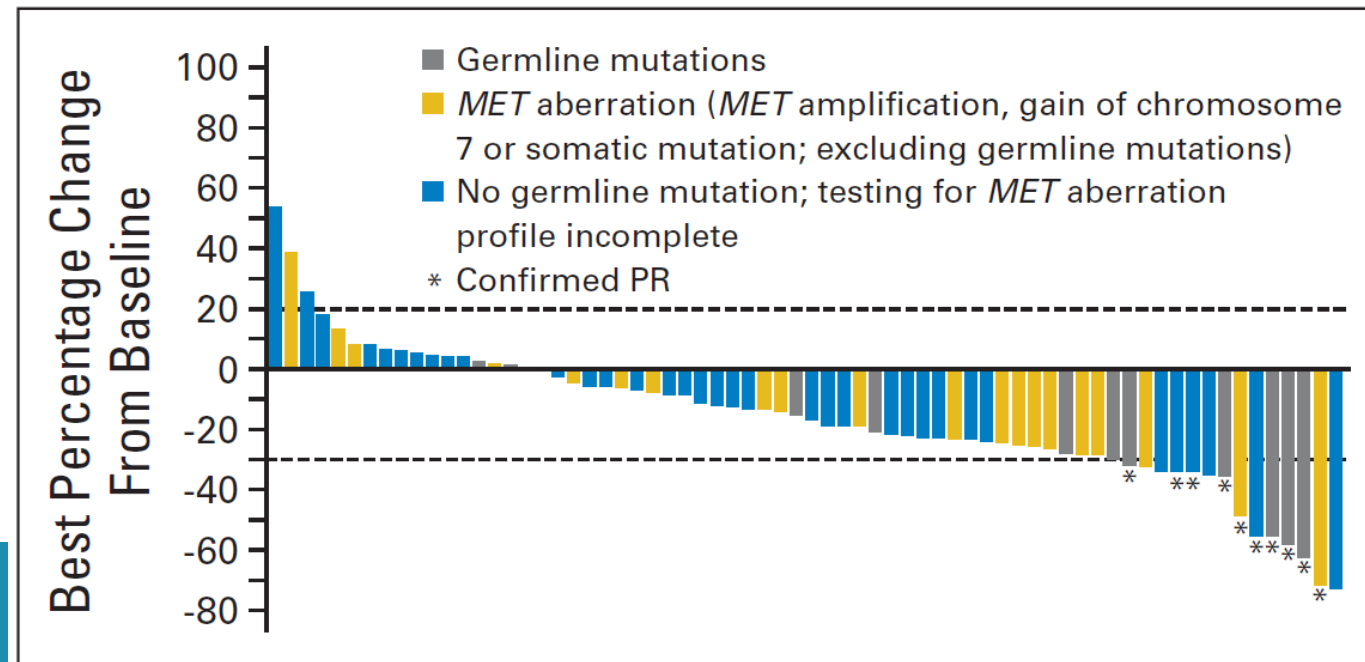 Best Percentage Change
From Baseline
100
80
60
40
20
0
-20
-40
-60
-80
Germline mutations
MET aberration (MET amplification, gain of chromosome
7 or somatic mutation; excluding germline mutations)
No germline mutation; testing for MET aberration
profile incomplete
* Confirmed PR
*
**
*
*
**
*
*
*